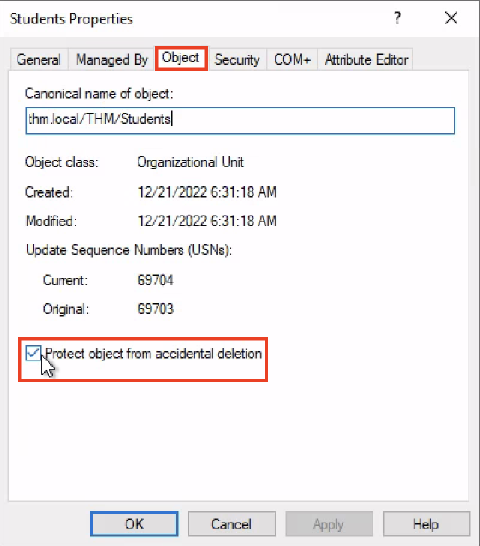 Students Properties ?
General Managed By Object Security COM+ Attribute Editor
Canonical name of object:
thm.local/THM/Students
Object class: Organizational Unit
Created: 12/21/2022 6:31:18 AM
Modified: 12/21/2022 6:31:18 AM
Update Sequence Numbers (USNs):
Current: 69704
Original: 69703
Protect object from accidental deletion
OK Cancel Apply Help